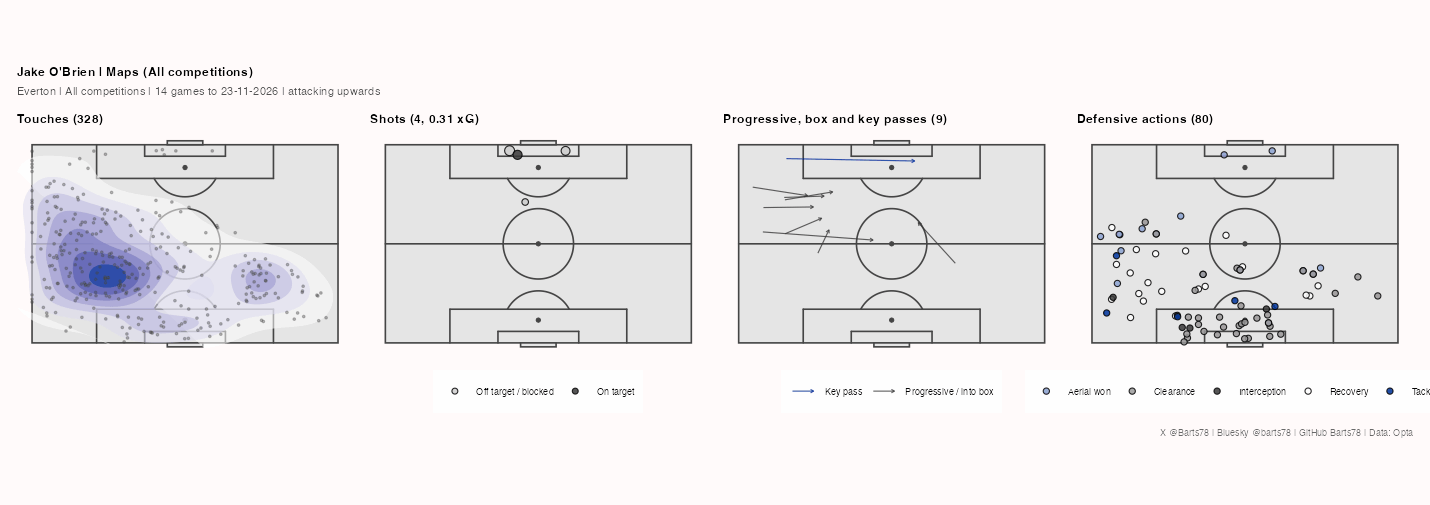 Jake O'Brien | Maps (All competitions)
Everton | All competitions | 14 games to 23-11-2026 | attacking upwards
Touches (328)
Shots (4, 0.31 xG)
Progressive, box and key passes (9)
Defensive actions (80)
Off target / blocked
On target
Key pass
Progressive / Into box
Aerial won
Clearance
Interception
Recovery
Tack
X @Barts78 | Bluesky @barts78 | GitHub Barts78 | Data: Opta